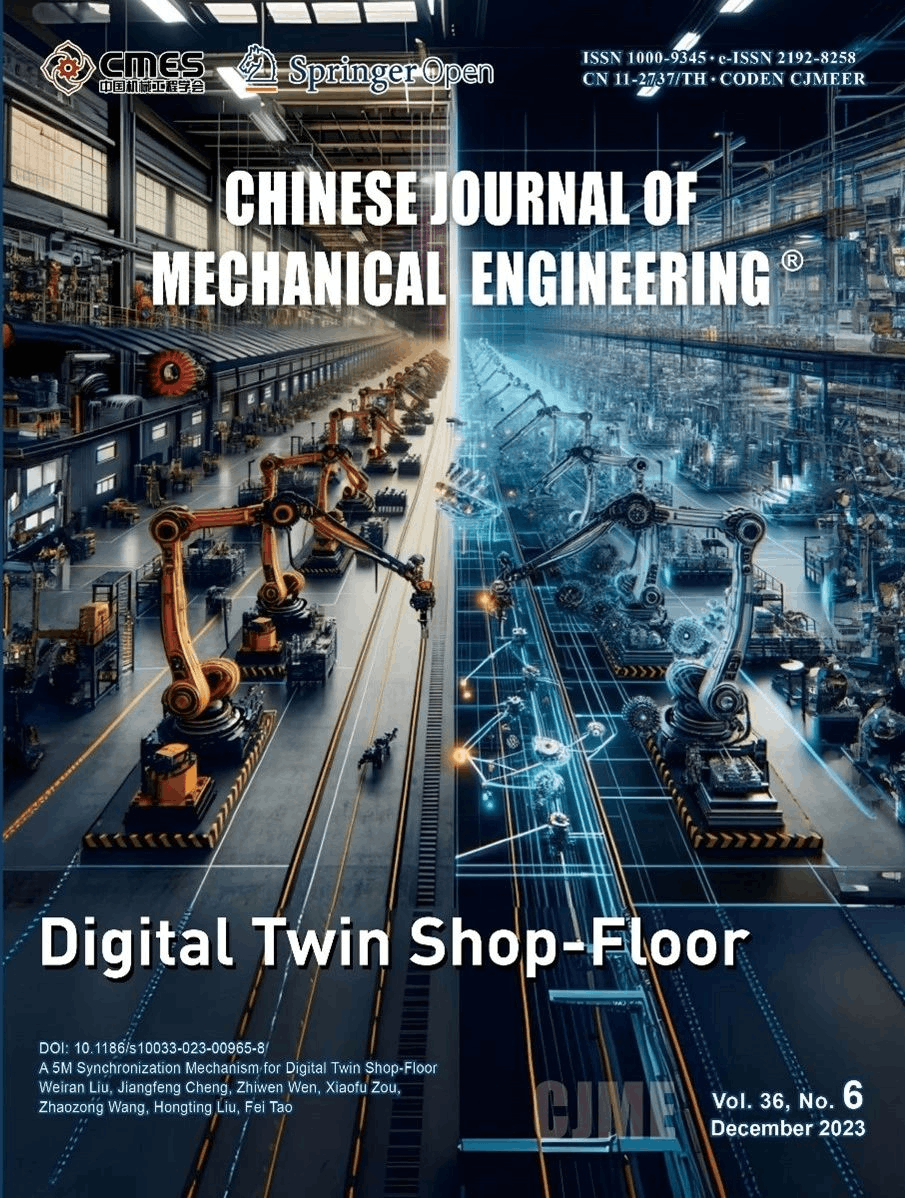 CMES
中国机械工程学会
Springer Open
ISSN 1000-9345·e-ISSN 2192-8258
CN 11-2737/TH·CODEN CJMEER
CHINESE JOURNAL OF
MECHANICAL ENGINEERING®
Digital Twin Shop-Floor
DOI: 10.1186/s10033-023-00965-8
A 5M Synchronization Mechanism for Digital Twin Shop-Floor
Weiran Liu, Jiangfeng Cheng, Zhiwen Wen, Xiaofu Zou,
Zhaozong Wang, Hongting Liu, Fei Tao
CJME
Vol. 36, No. 6
December 2023